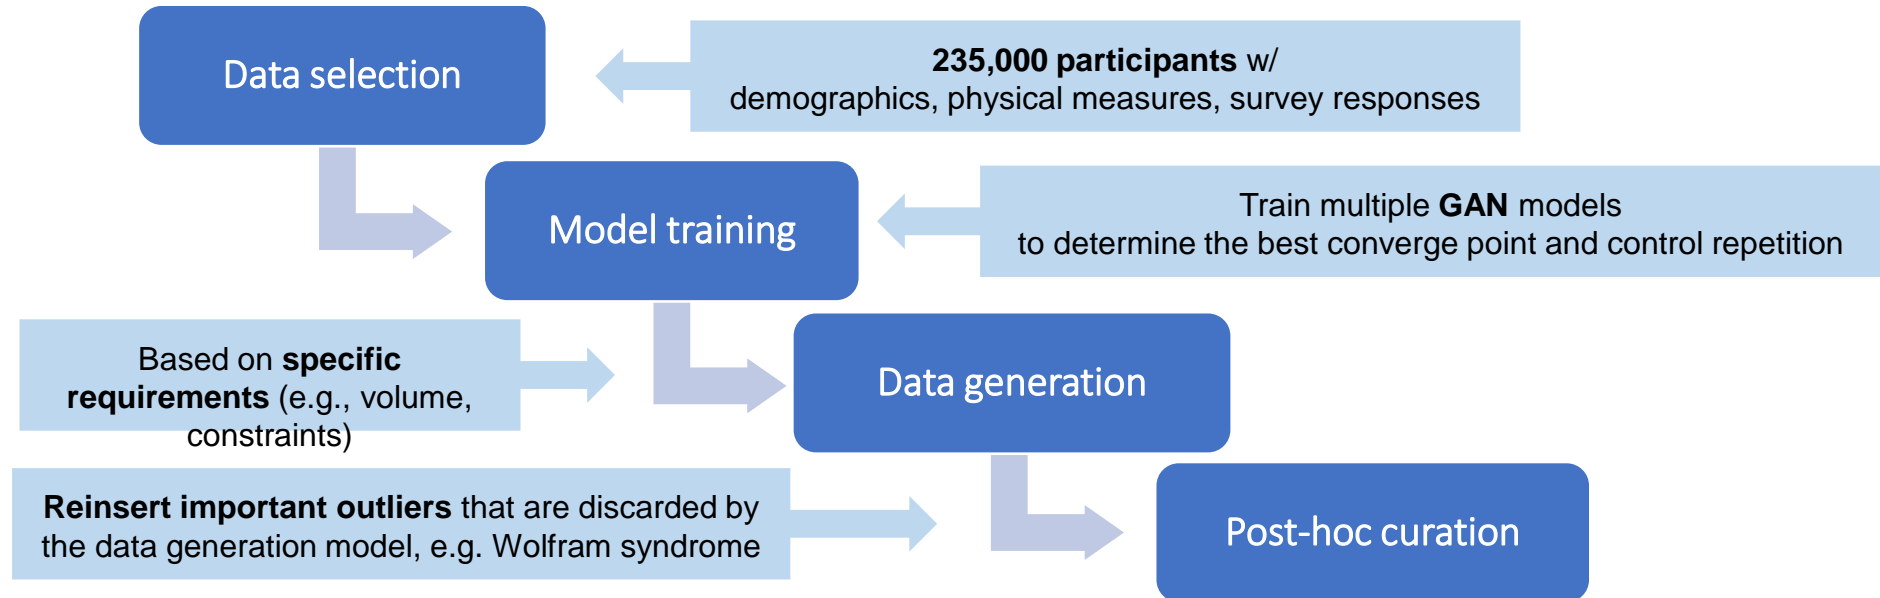 Data selection
235,000 participants w/
demographics, physical measures, survey responses
Model training
Train multiple GAN models
to determine the best converge point and control repetition
Based on specific
requirements (e.g., volume,
constraints)
Data generation
Reinsert important outliers that are discarded by
the data generation model, e.g. Wolfram syndrome
Post-hoc curation